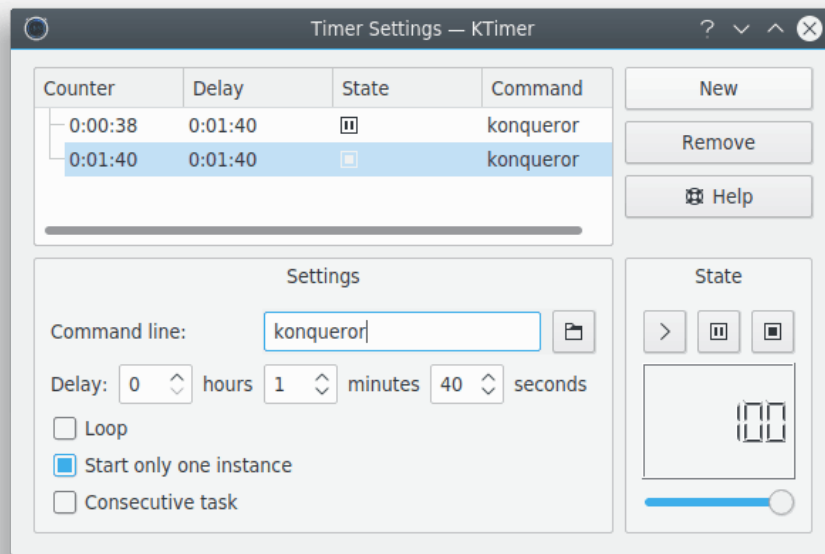 Timer Settings — KTimer
Counter Delay State Command
0:00:38 0:01:40 konqueror
0:01:40 0:01:40 konqueror
New
Remove
Help
Settings
Command line: konqueror
Delay: 0 hours 1 minutes 40 seconds
Loop
Start only one instance
Consecutive task
State
100